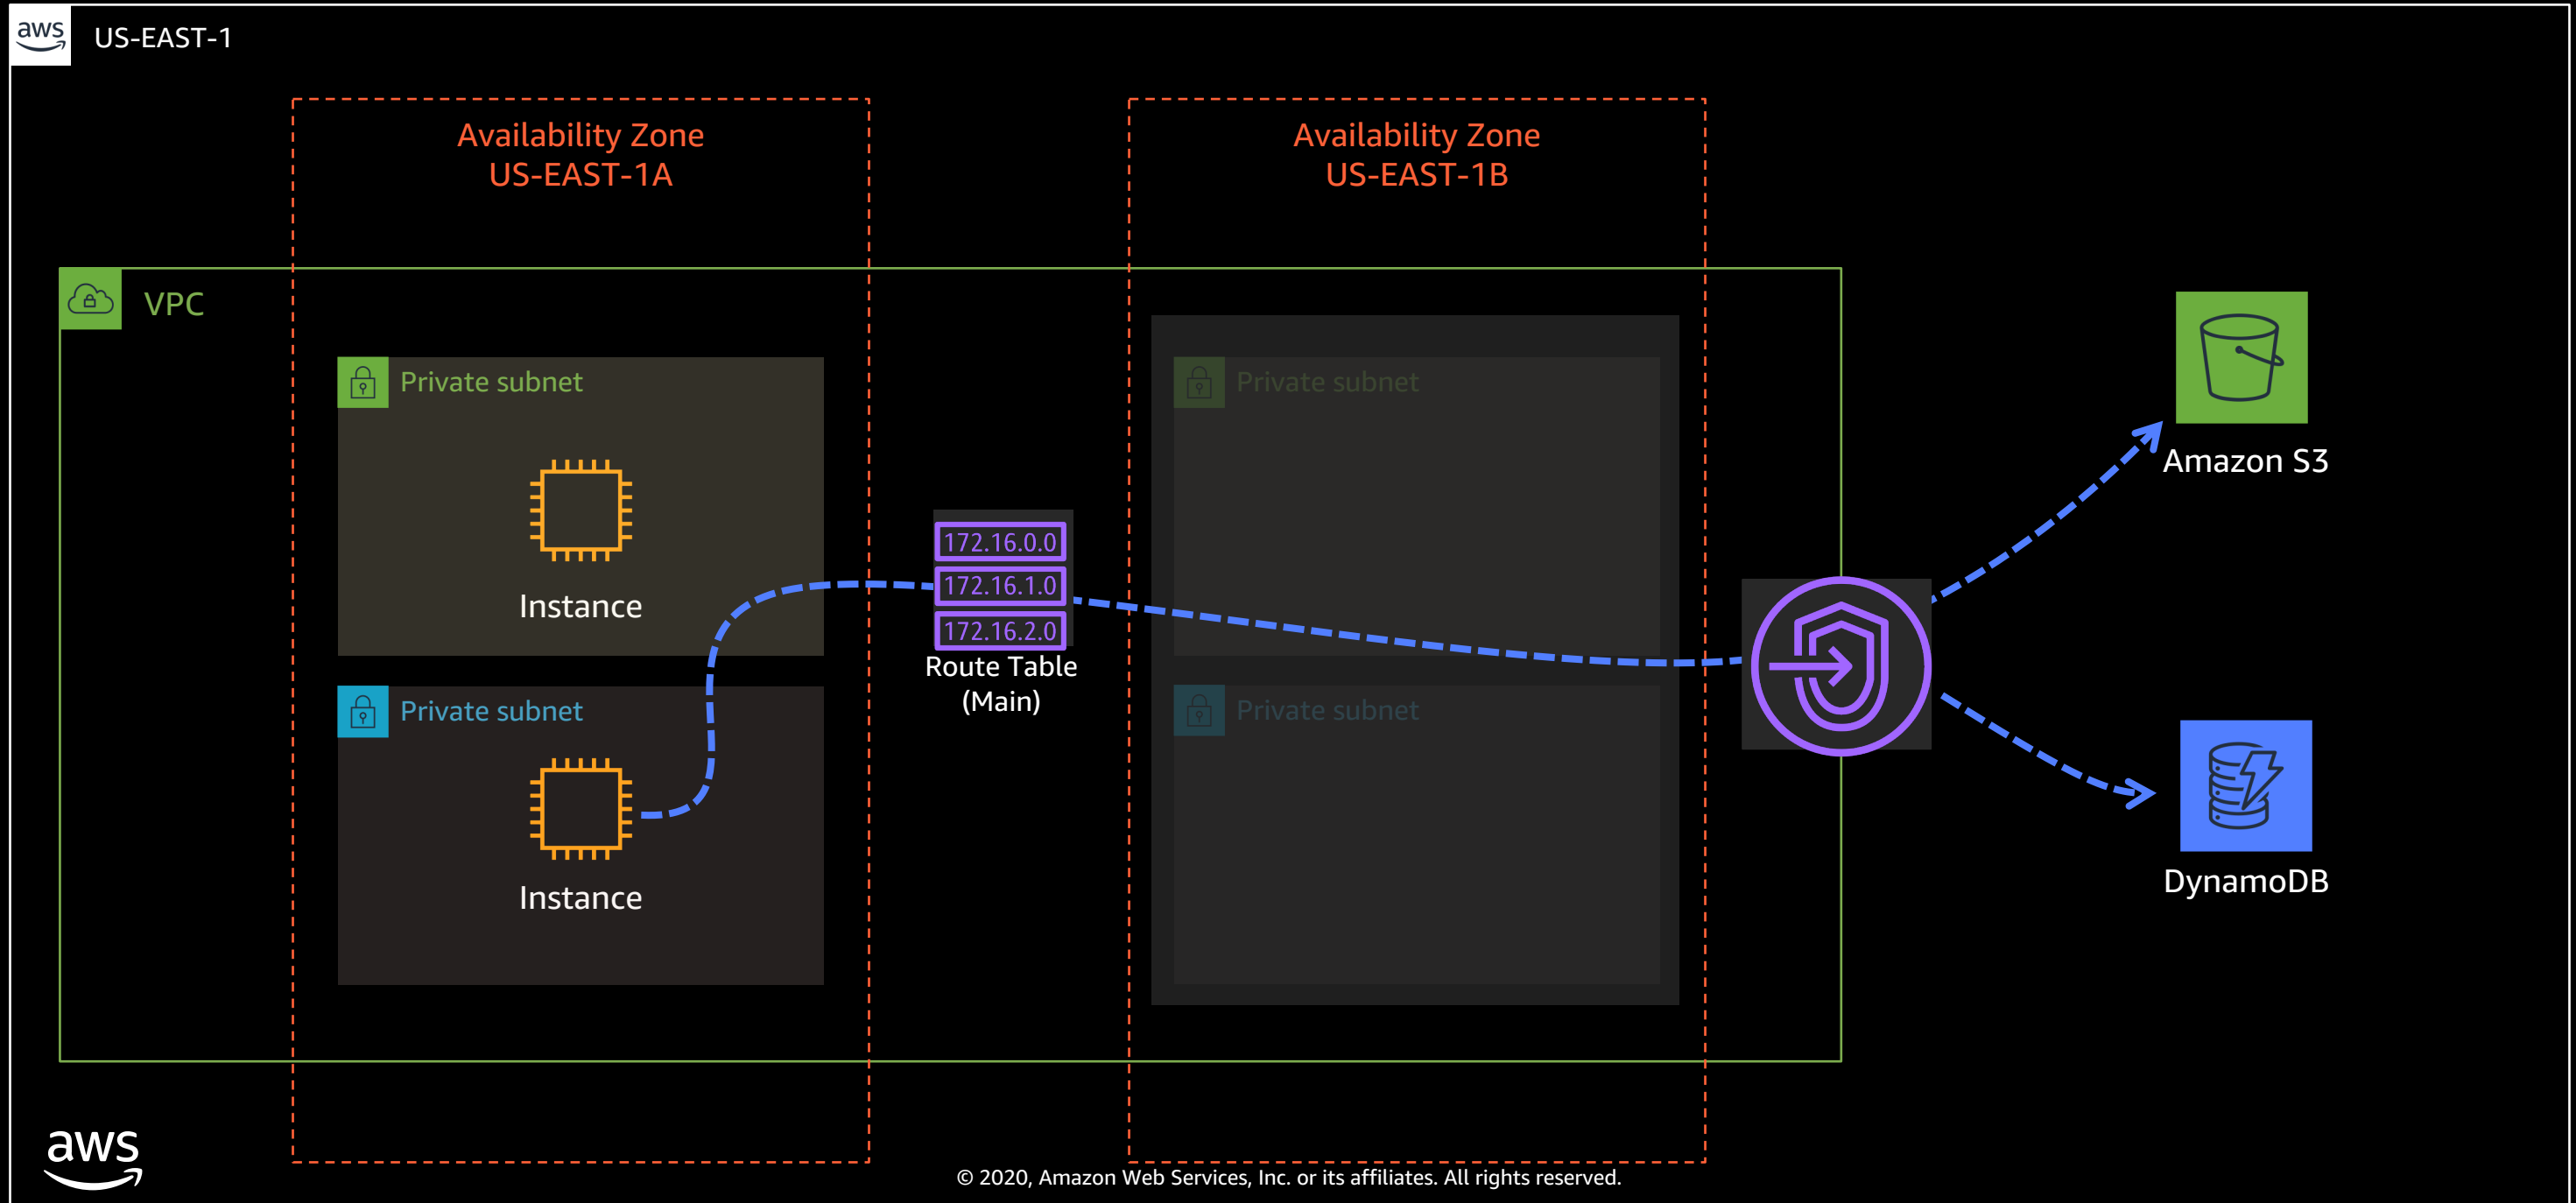 aws
US-EAST-1
Availability Zone
US-EAST-1A
Availability Zone
US-EAST-1B
VPC
Private subnet
Instance
Private subnet
Instance
172.16.0.0
172.16.1.0
172.16.2.0
Route Table
(Main)
Private subnet
Private subnet
Amazon S3
DynamoDB
aws
© 2020, Amazon Web Services, Inc. or its affiliates. All rights reserved.